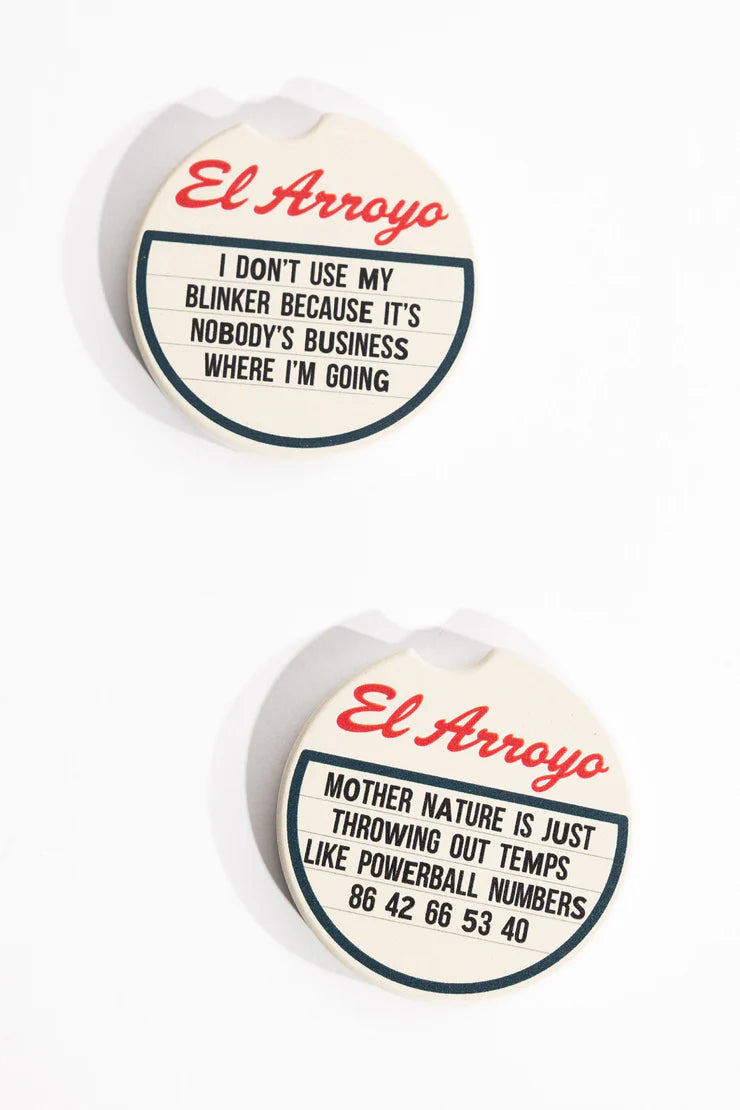 El Arroyo
I DON'T USE MY
BLINKER BECAUSE IT'S
NOBODY'S BUSINESS
WHERE I'M GOING
El Arroyo
MOTHER NATURE IS JUST
THROWING OUT TEMPS
LIKE POWERBALL NUMBERS
86 42 66 53 40